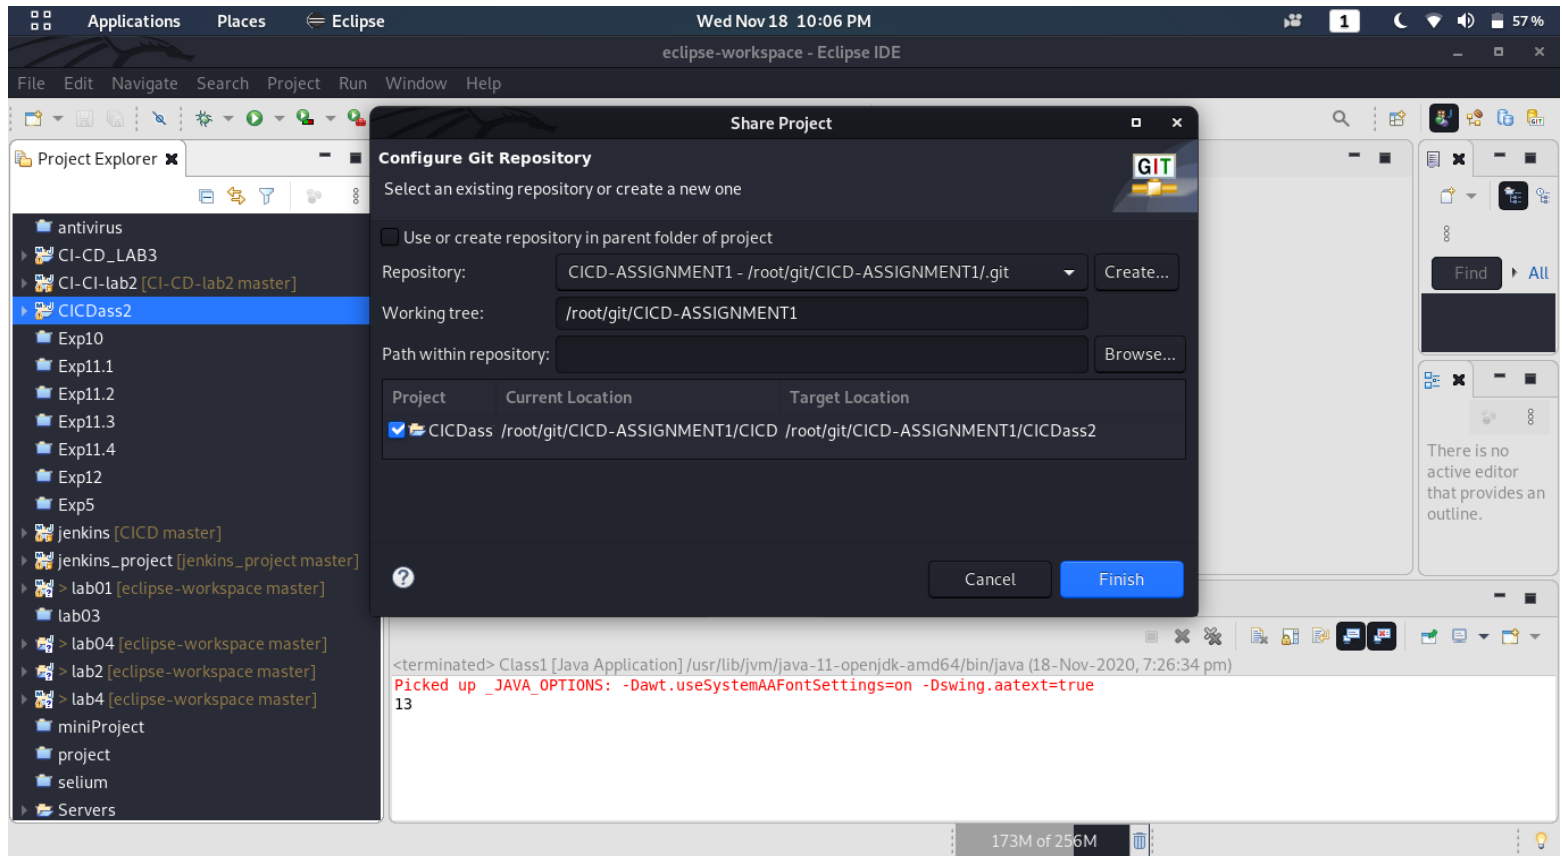 Applications Places Eclipse Wed Nov 18 10:06 PM 1 57 %
eclipse-workspace - Eclipse IDE
File Edit Navigate Search Project Run Window Help
Share Project
Project Explorer
Configure Git Repository
Select an existing repository or create a new one
GIT
Use or create repository in parent folder of project
Repository: CICD-ASSIGNMENT1 - /root/git/CICD-ASSIGNMENT1/.git Create...
Working tree: /root/git/CICD-ASSIGNMENT1
Path within repository: Browse...
Project Current Location Target Location
CICDass /root/git/CICD-ASSIGNMENT1/CICD /root/git/CICD-ASSIGNMENT1/CICDass2
Cancel Finish
antivirus
CI-CD_LAB3
CI-CI-lab2 [CI-CD-lab2 master]
CICDass2
Exp10
Exp11.1
Exp11.2
Exp11.3
Exp11.4
Exp12
Exp5
jenkins [CICD master]
jenkins_project [jenkins_project master]
> lab01 [eclipse-workspace master]
lab03
> lab04 [eclipse-workspace master]
> lab2 [eclipse-workspace master]
> lab4 [eclipse-workspace master]
miniProject
project
selium
Servers
Find All
There is no
active editor
that provides an
outline.
<terminated> Class1 [Java Application] /usr/lib/jvm/java-11-openjdk-amd64/bin/java (18-Nov-2020, 7:26:34 pm)
Picked up _JAVA_OPTIONS: -Dawt.useSystemAAFontSettings=on -Dswing.aatext=true
13
173M of 256M